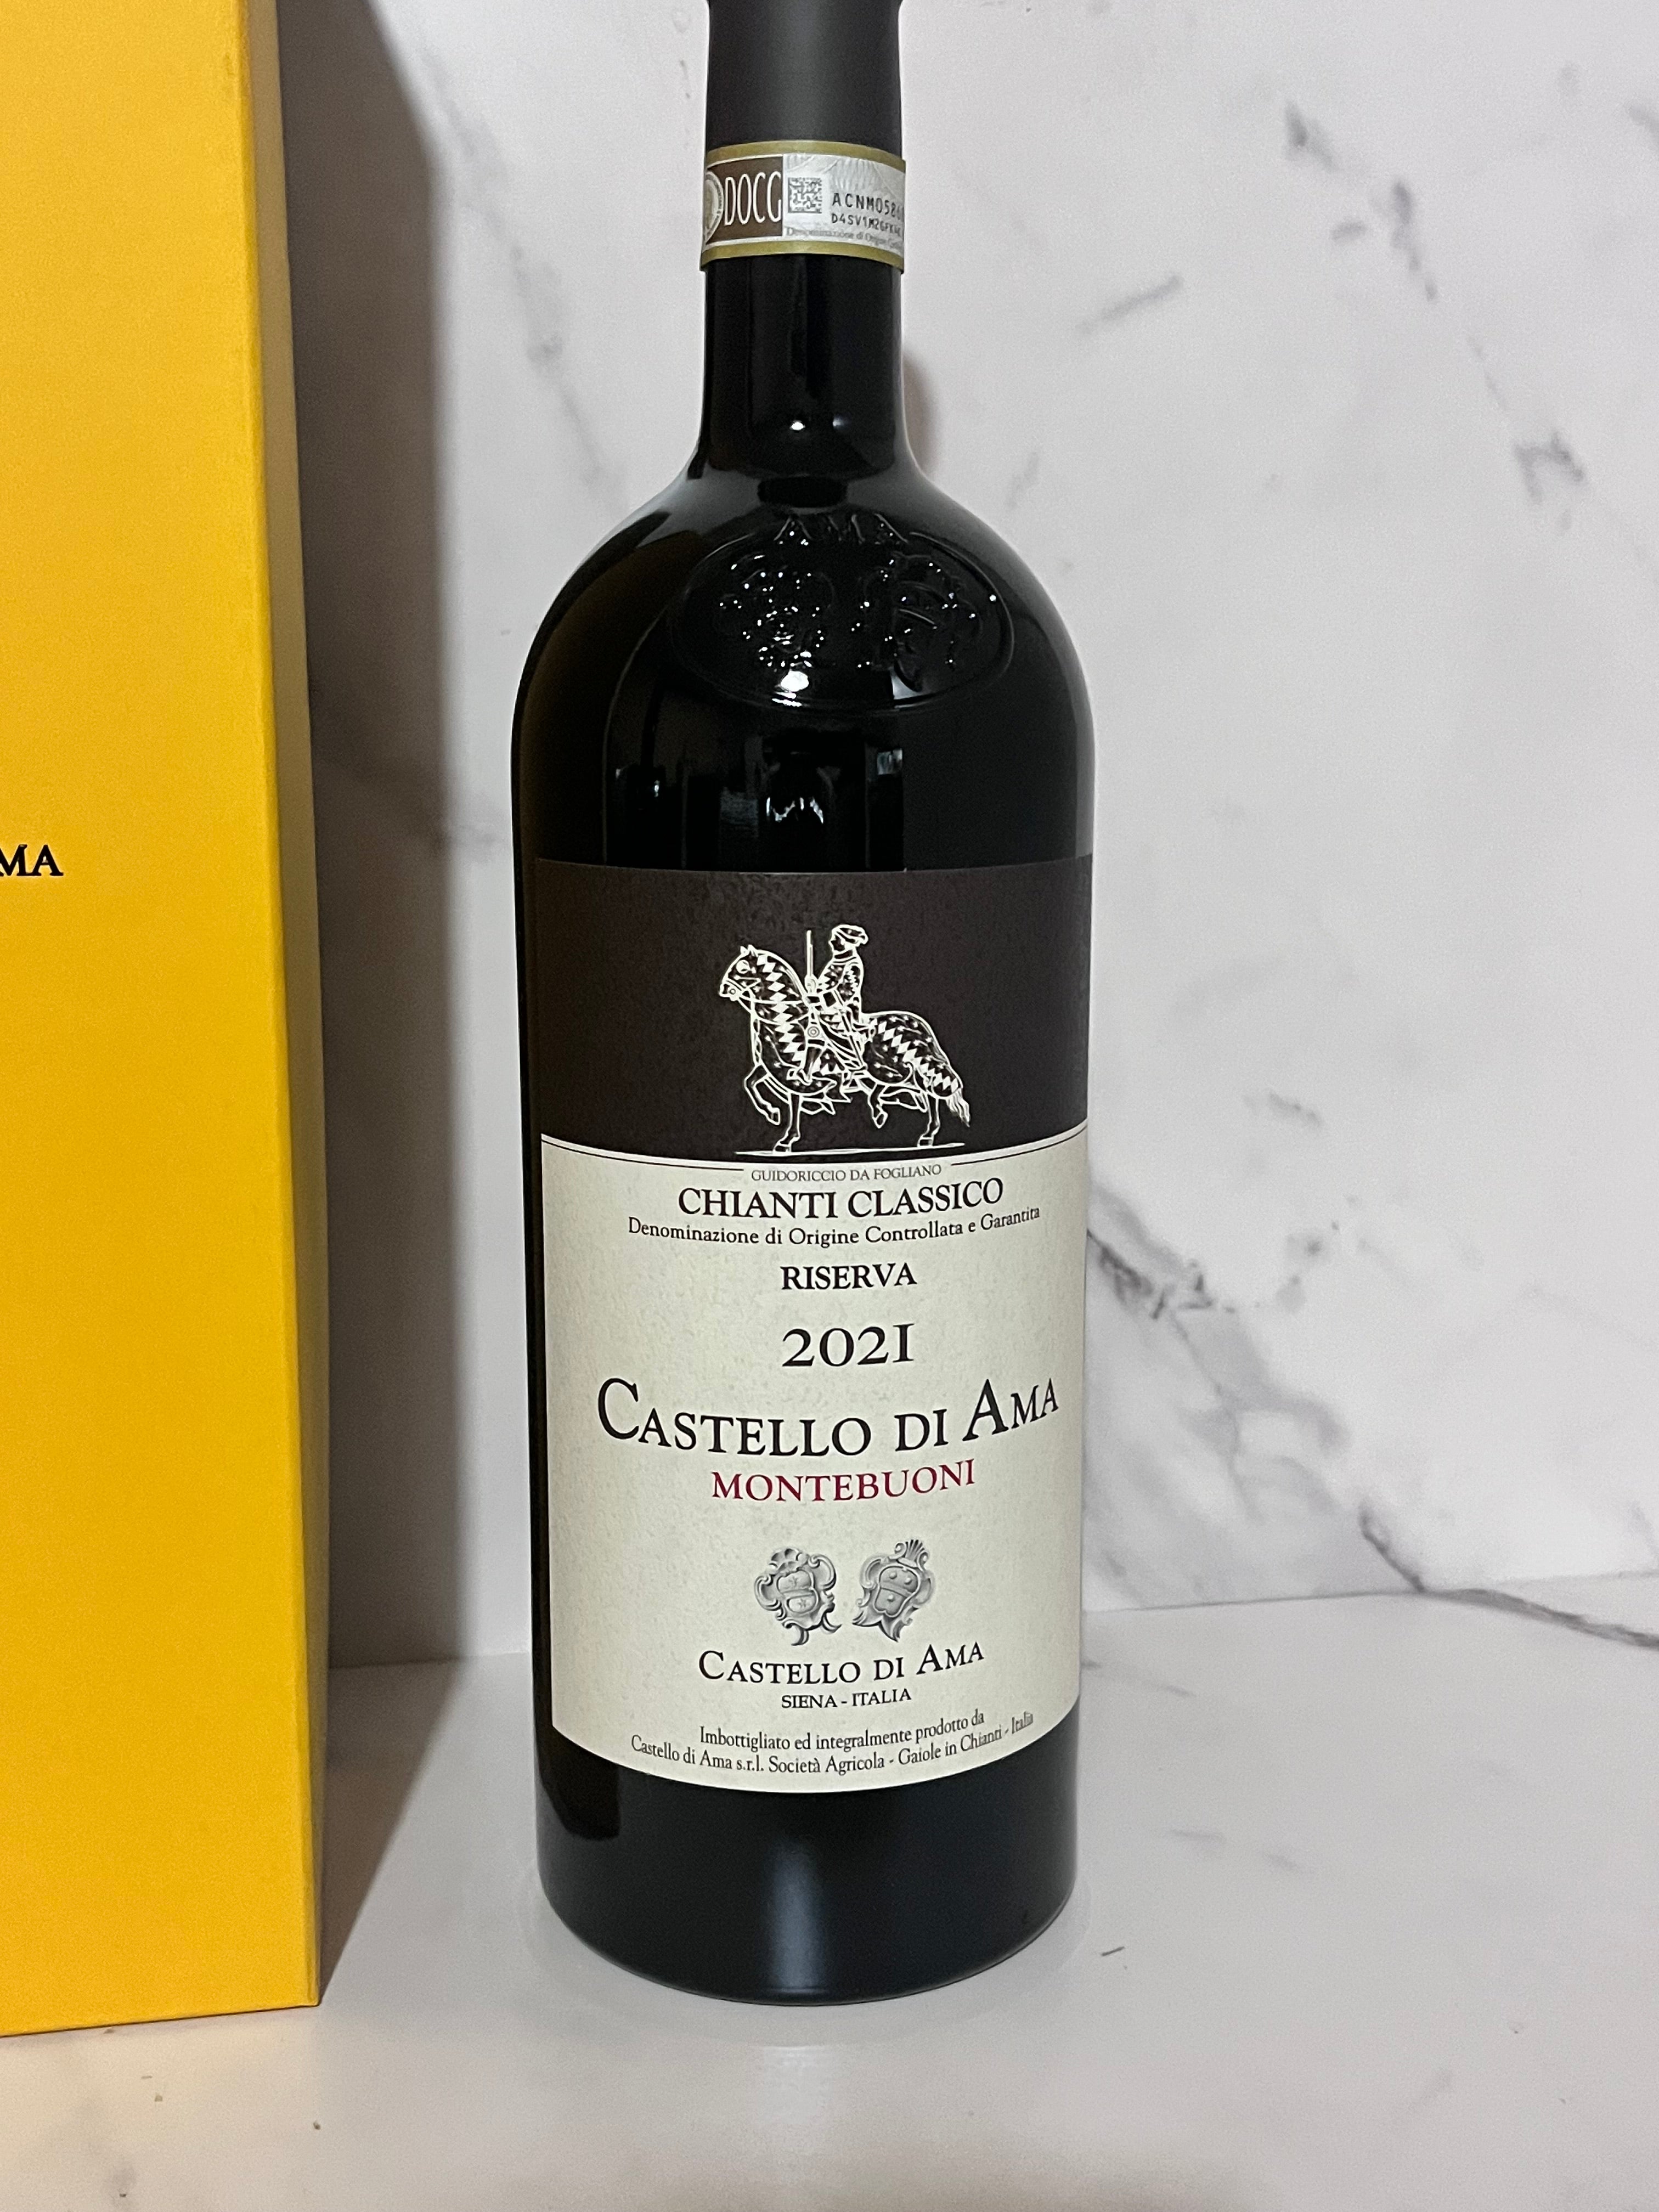 DOCG
AMA
MA
GUIDORICCIO DA FOGLIANO
CHIANTI CLASSICO
Denominazione di Origine Controllata e Garantita
RISERVA
2021
CASTELLO DI AMA
MONTEBUONI
CASTELLO DI AMA
SIENA - ITALIA
Imbottigliato ed integralmente prodotto da
Castello di Ama s.r.l. Società Agricola - Gaiole in Chianti - Italia